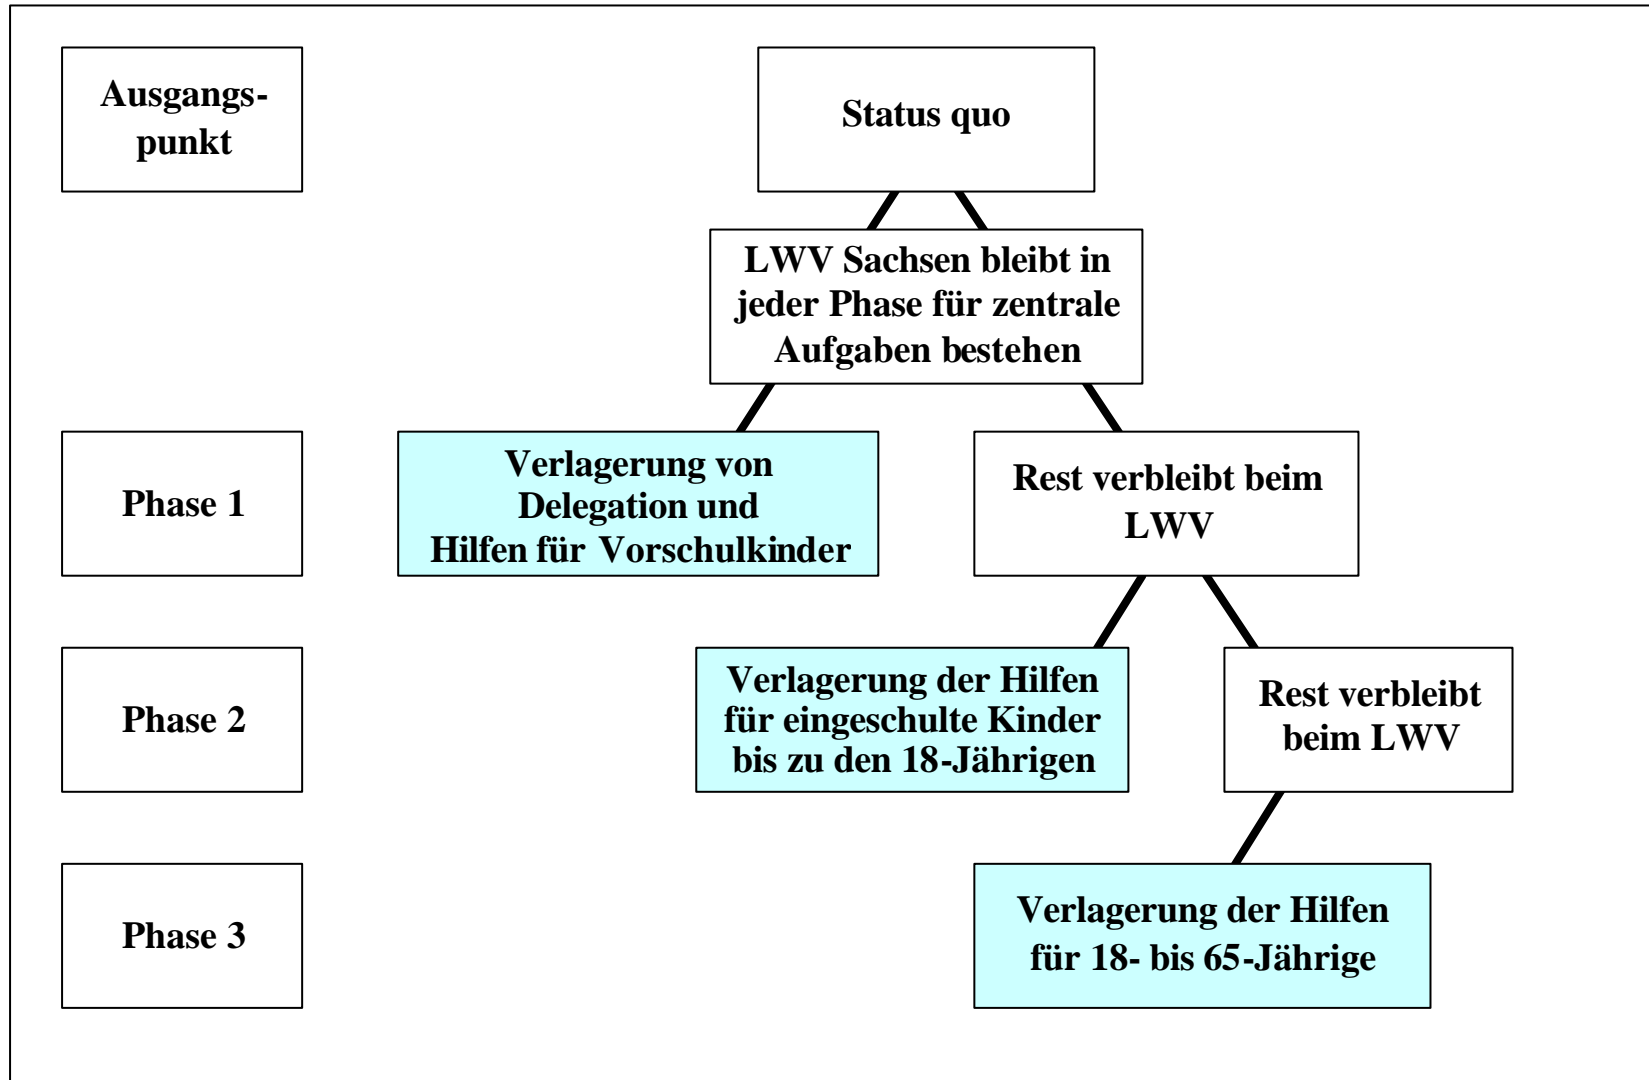 Ausgangs-
punkt
Status quo
LWV Sachsen bleibt in
jeder Phase für zentrale
Aufgaben bestehen
Phase 1
Verlagerung von
Delegation und
Hilfen für Vorschulkinder
Rest verbleibt beim
LWV
Phase 2
Verlagerung der Hilfen
für eingeschulte Kinder
bis zu den 18-Jährigen
Rest verbleibt
beim LWV
Phase 3
Verlagerung der Hilfen
für 18- bis 65-Jährige